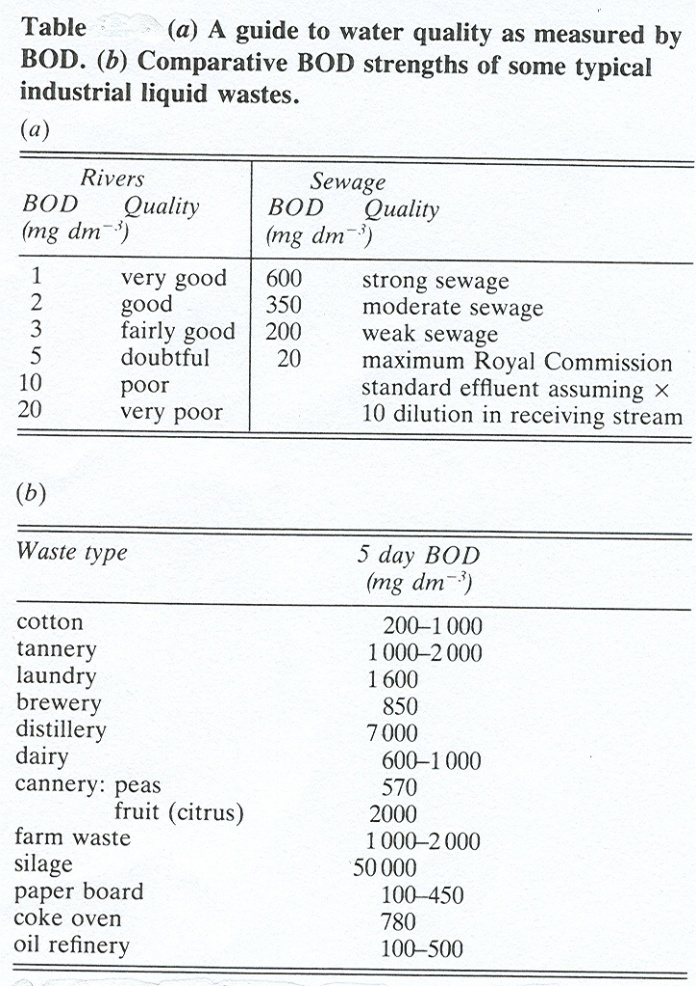 Table (a) A guide to water quality as measured by
BOD. (b) Comparative BOD strengths of some typical
industrial liquid wastes.
(a)
Rivers Sewage
BOD Quality BOD Quality
(mg dm⁻³) (mg dm⁻³)
1 very good 600 strong sewage
2 good 350 moderate sewage
3 fairly good 200 weak sewage
5 doubtful 20 maximum Royal Commission
10 poor standard effluent assuming ×
20 very poor 10 dilution in receiving stream
(b)
Waste type 5 day BOD
(mg dm⁻³)
cotton 200–1 000
tannery 1 000–2 000
laundry 1 600
brewery 850
distillery 7 000
dairy 600–1 000
cannery: peas 570
fruit (citrus) 2000
farm waste 1 000–2 000
silage 50 000
paper board 100–450
coke oven 780
oil refinery 100–500